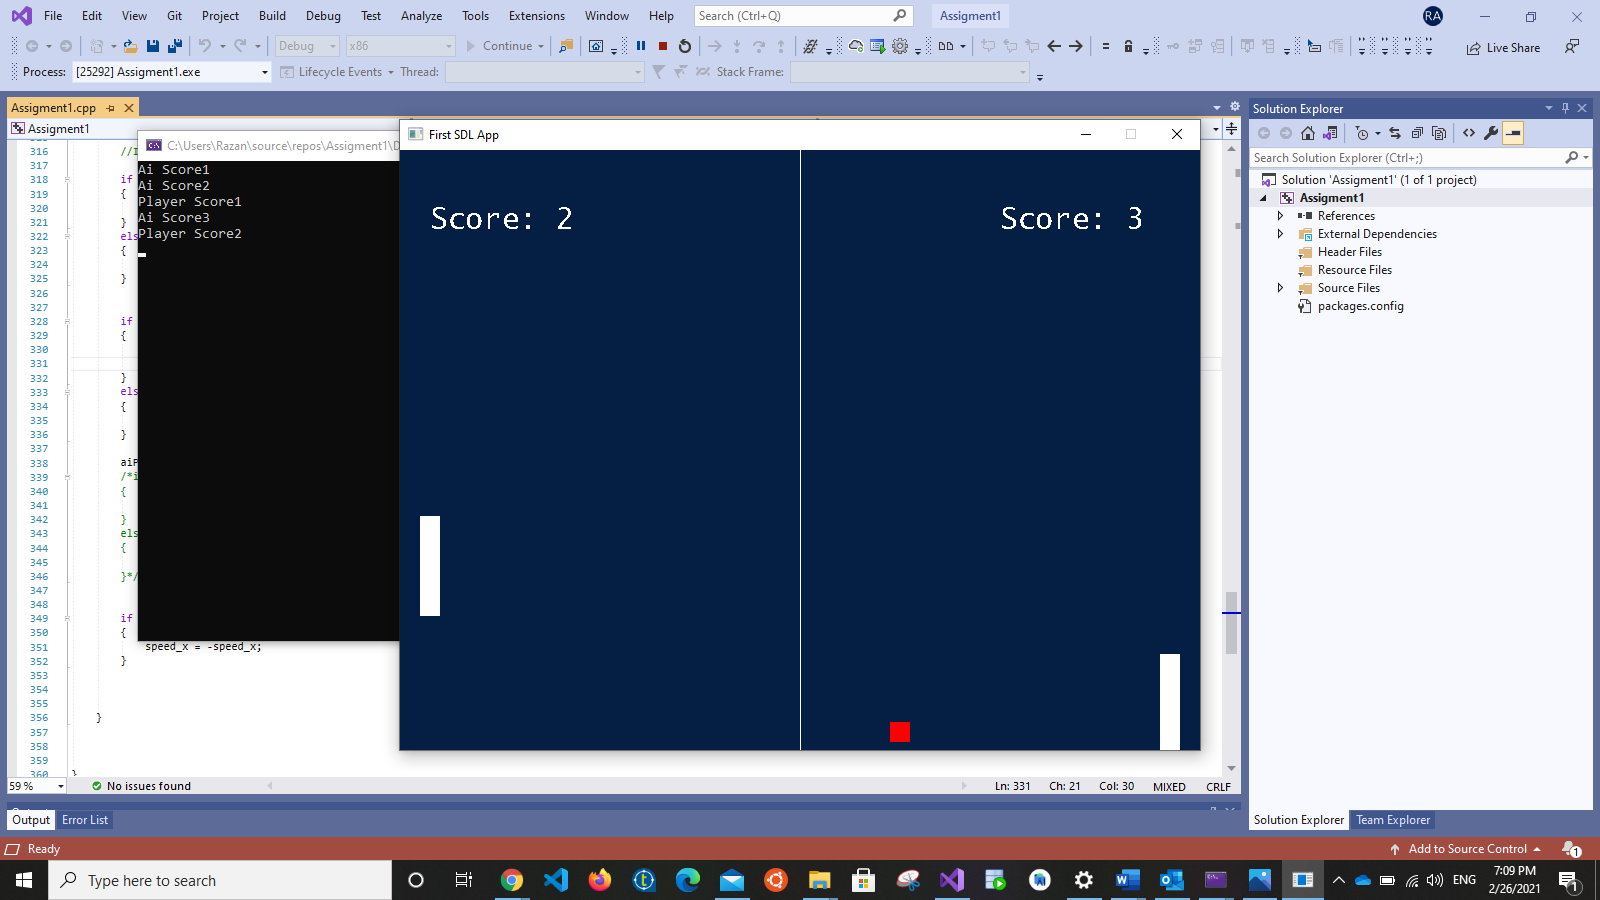 File Edit View Git Project Build Debug Test Analyze Tools Extensions Window Help Search (Ctrl+Q) Assigment1 RA
Debug x86 Continue Live Share
Process: [25292] Assigment1.exe Lifecycle Events Thread: Stack Frame:
Assigment1.cpp
Assigment1
C:\Users\Razan\source\repos\Assigment1\D
Ai Score1
Ai Score2
Player Score1
Ai Score3
Player Score2
First SDL App
Score: 2
Score: 3
316 //I
317
318 if
319 {
320
321 }
322 els
323 {
324
325 }
326
327
328 if
329 {
330
331
332 }
333 els
334 {
335
336 }
337
338 aiP
339 /*i
340 {
341
342 }
343 els
344 {
345
346 }*/
347
348
349 if
350 {
351 speed_x = -speed_x;
352 }
353
354
355
356 }
357
358
359
360 }
59 % No issues found Ln: 331 Ch: 21 Col: 30 MIXED CRLF
Output Error List
Solution Explorer
Search Solution Explorer (Ctrl+;)
Solution 'Assigment1' (1 of 1 project)
Assigment1
References
External Dependencies
Header Files
Resource Files
Source Files
packages.config
Solution Explorer Team Explorer
Ready Add to Source Control 1
Type here to search
ENG
7:09 PM
2/26/2021
1